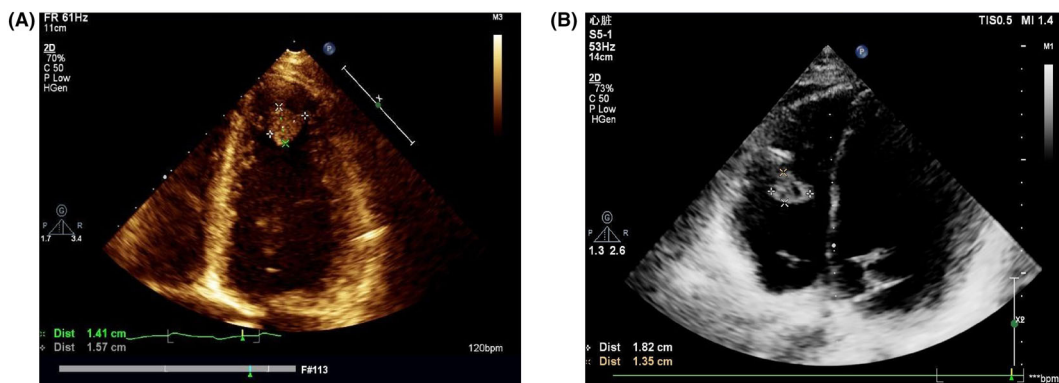 (A)
FR 61Hz
11cm
2D
70%
C 50
P Low
HGen
M3
P
X
G
P R
1.7 3.4
Dist 1.41 cm
Dist 1.57 cm
120bpm
F#113
(B)
心脏
S5-1
53Hz
14cm
2D
73%
C 50
P Low
HGen
TIS0.5 MI 1.4
M1
P
G
P R
1.3 2.6
Dist 1.82 cm
Dist 1.35 cm
***bpm